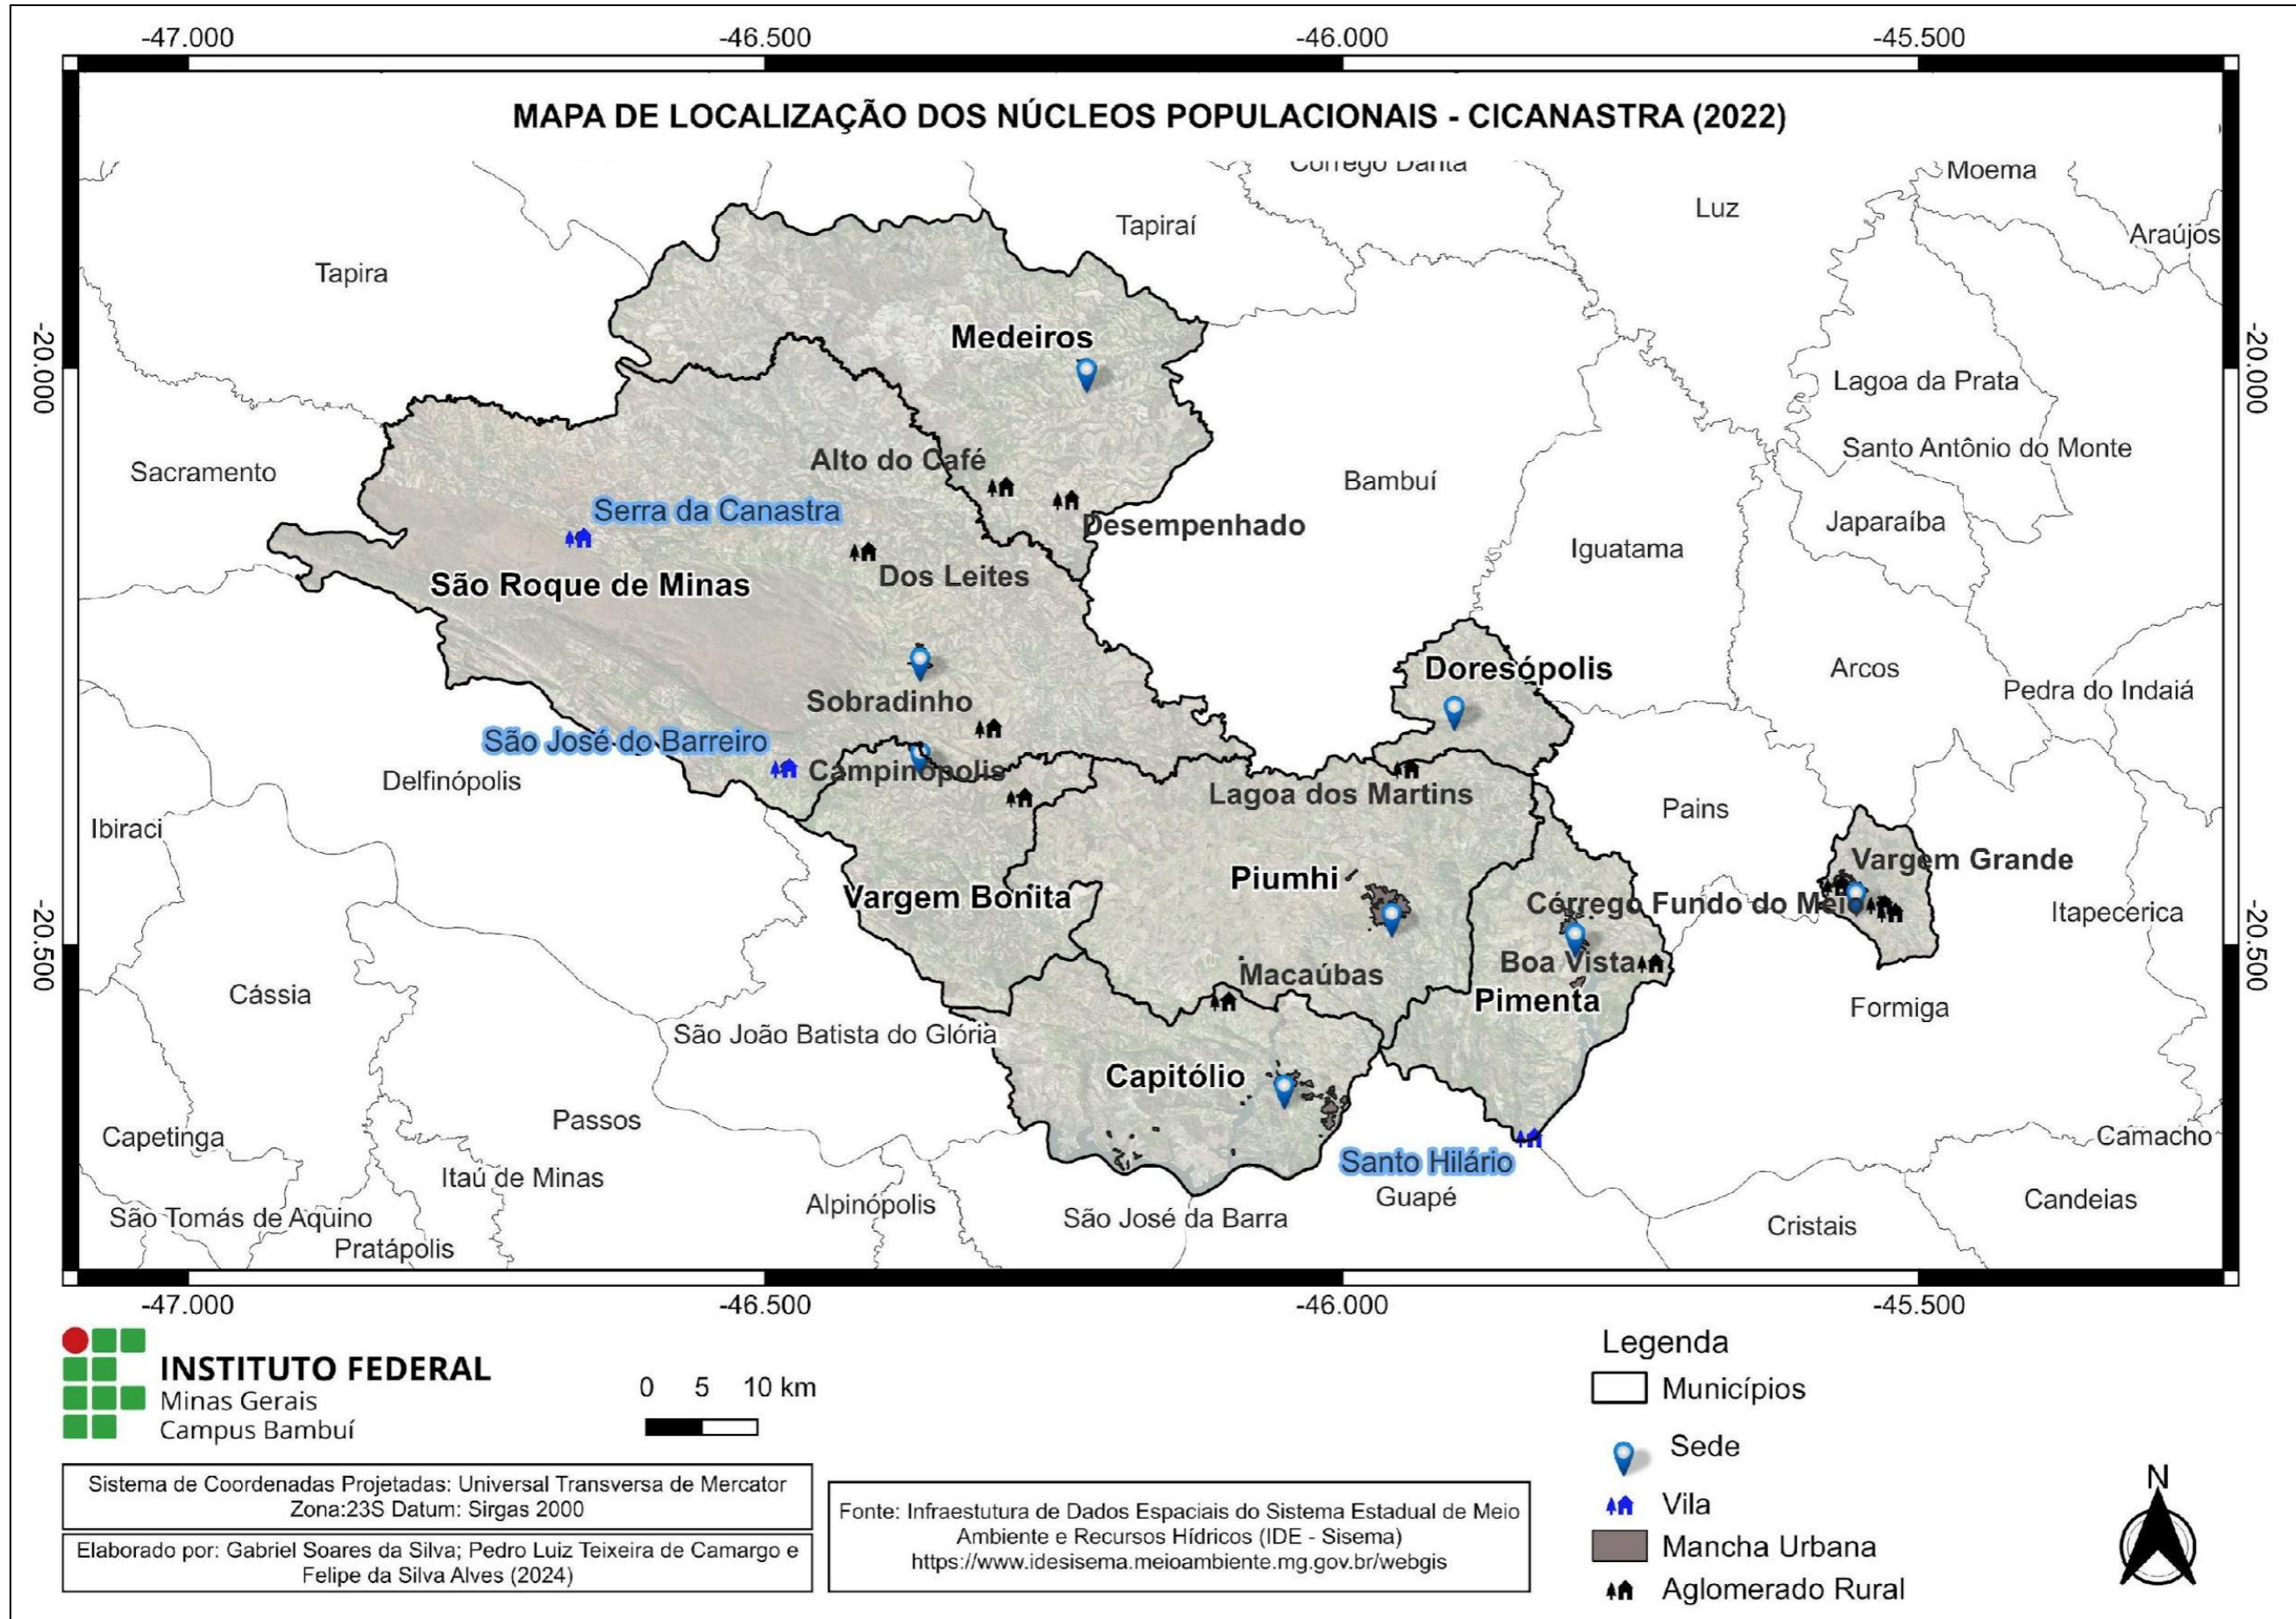 -47.000 -46.500 -46.000 -45.500
MAPA DE LOCALIZAÇÃO DOS NÚCLEOS POPULACIONAIS - CICANASTRA (2022)
Córrego Danta
Moema
Luz
Tapiraí
Araújos
Tapira
-20.000
Medeiros
-20.000
Lagoa da Prata
Santo Antônio do Monte
Alto do Café
Sacramento
Bambuí
Serra da Canastra
Desempenhado
Japaraíba
Iguatama
Dos Leites
São Roque de Minas
Doresópolis
Arcos
Pedra do Indaiá
Sobradinho
São José do Barreiro
Campinópolis
Delfinópolis
Lagoa dos Martins
Pains
Ibiraci
Vargem Grande
Piumhi
Vargem Bonita
Córrego Fundo do Meio
Itapecerica
-20.500
-20.500
Boa Vista
Macaúbas
Cássia
Pimenta
Formiga
São João Batista do Glória
Capitólio
Passos
Capetinga
Camacho
Santo Hilário
Itaú de Minas
Guapé
Alpinópolis
Candeias
São Tomás de Aquino
São José da Barra
Cristais
Pratápolis
-47.000 -46.500 -46.000 -45.500
INSTITUTO FEDERAL
Minas Gerais
Campus Bambuí
0 5 10 km
Sistema de Coordenadas Projetadas: Universal Transversa de Mercator
Zona:23S Datum: Sirgas 2000
Elaborado por: Gabriel Soares da Silva; Pedro Luiz Teixeira de Camargo e
Felipe da Silva Alves (2024)
Fonte: Infraestutura de Dados Espaciais do Sistema Estadual de Meio
Ambiente e Recursos Hídricos (IDE - Sisema)
https://www.idesisema.meioambiente.mg.gov.br/webgis
Legenda
Municípios
Sede
Vila
Mancha Urbana
Aglomerado Rural
N